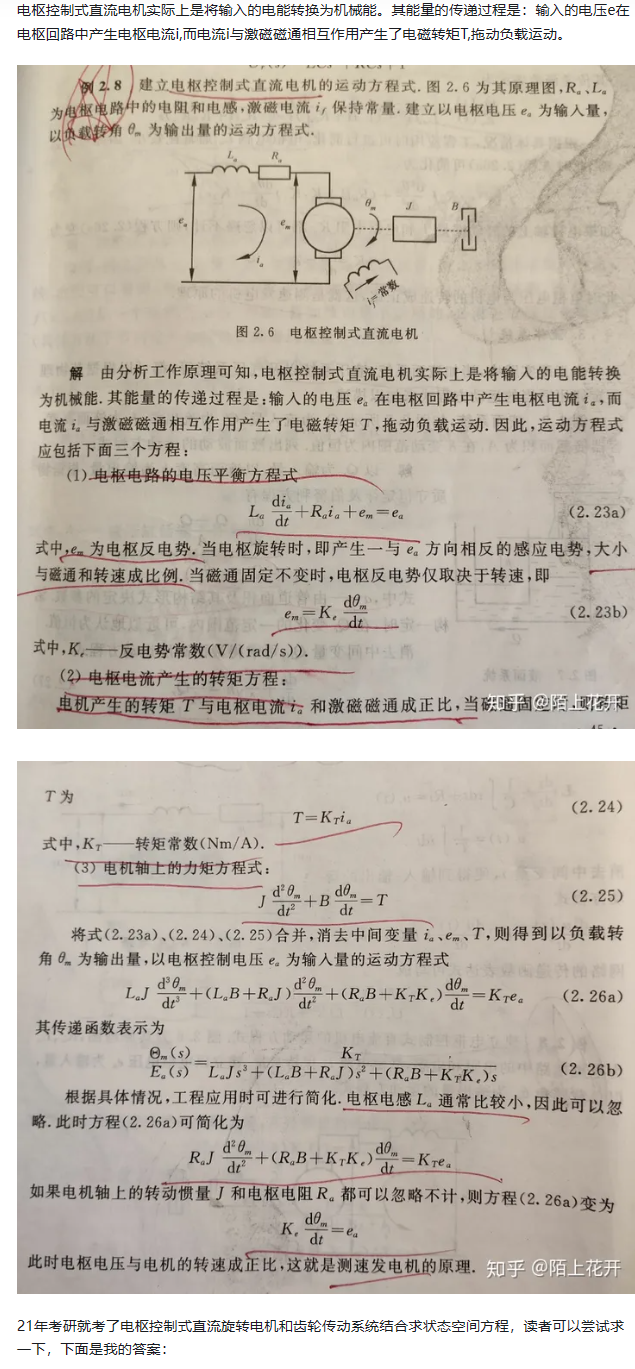 电枢控制式直流电机实际上是将输入的电能转换为机械能。其能量的传递过程是：输入的电压e在
电枢回路中产生电枢电流i,而电流i与激磁磁通相互作用产生了电磁转矩T,拖动负载运动。
例 2.8 建立电枢控制式直流电机的运动方程式.图 2.6 为其原理图,Rₐ、Lₐ
为电枢电路中的电阻和电感,激磁电流 i_f 保持常量.建立以电枢电压 eₐ 为输入量,
以负载转角 θₘ 为输出量的运动方程式.
Lₐ Rₐ
eₐ iₐ eₘ θₘ J B
i_f=常数
图 2.6 电枢控制式直流电机
解 由分析工作原理可知,电枢控制式直流电机实际上是将输入的电能转换
为机械能.其能量的传递过程是:输入的电压 eₐ 在电枢回路中产生电枢电流 iₐ,而
电流 iₐ 与激磁磁通相互作用产生了电磁转矩 T,拖动负载运动.因此,运动方程式
应包括下面三个方程:
(1) 电枢电路的电压平衡方程式
Lₐ diₐ/dt+Rₐiₐ+eₘ=eₐ (2.23a)
式中,eₘ 为电枢反电势.当电枢旋转时,即产生一与 eₐ 方向相反的感应电势,大小
与磁通和转速成比例.当磁通固定不变时,电枢反电势仅取决于转速,即
eₘ=Kₑ dθₘ/dt (2.23b)
式中,Kₑ——反电势常数(V/(rad/s)).
(2) 电枢电流产生的转矩方程:
电机产生的转矩 T 与电枢电流 iₐ 和激磁磁通成正比,当磁通固定
知乎 @陌上花开
T 为
T=K_T iₐ (2.24)
式中,K_T——转矩常数(Nm/A).
(3) 电机轴上的力矩方程式:
J d²θₘ/dt²+B dθₘ/dt=T (2.25)
将式(2.23a)、(2.24)、(2.25)合并,消去中间变量 iₐ、eₘ、T,则得到以负载转
角 θₘ 为输出量,以电枢控制电压 eₐ 为输入量的运动方程式
LₐJ d³θₘ/dt³+(LₐB+RₐJ) d²θₘ/dt²+(RₐB+K_TKₑ) dθₘ/dt=K_Teₐ (2.26a)
其传递函数表示为
Θₘ(s)/Eₐ(s)=K_T/(LₐJs³+(LₐB+RₐJ)s²+(RₐB+K_TKₑ)s) (2.26b)
根据具体情况,工程应用时可进行简化.电枢电感 Lₐ 通常比较小,因此可以忽
略.此时方程(2.26a)可简化为
RₐJ d²θₘ/dt²+(RₐB+K_TKₑ) dθₘ/dt=K_Teₐ
如果电机轴上的转动惯量 J 和电枢电阻 Rₐ 都可以忽略不计,则方程(2.26a)变为
Kₑ dθₘ/dt=eₐ
此时电枢电压与电机的转速成正比,这就是测速发电机的原理.
知乎 @陌上花开
21年考研就考了电枢控制式直流旋转电机和齿轮传动系统结合求状态空间方程，读者可以尝试求
一下，下面是我的答案：